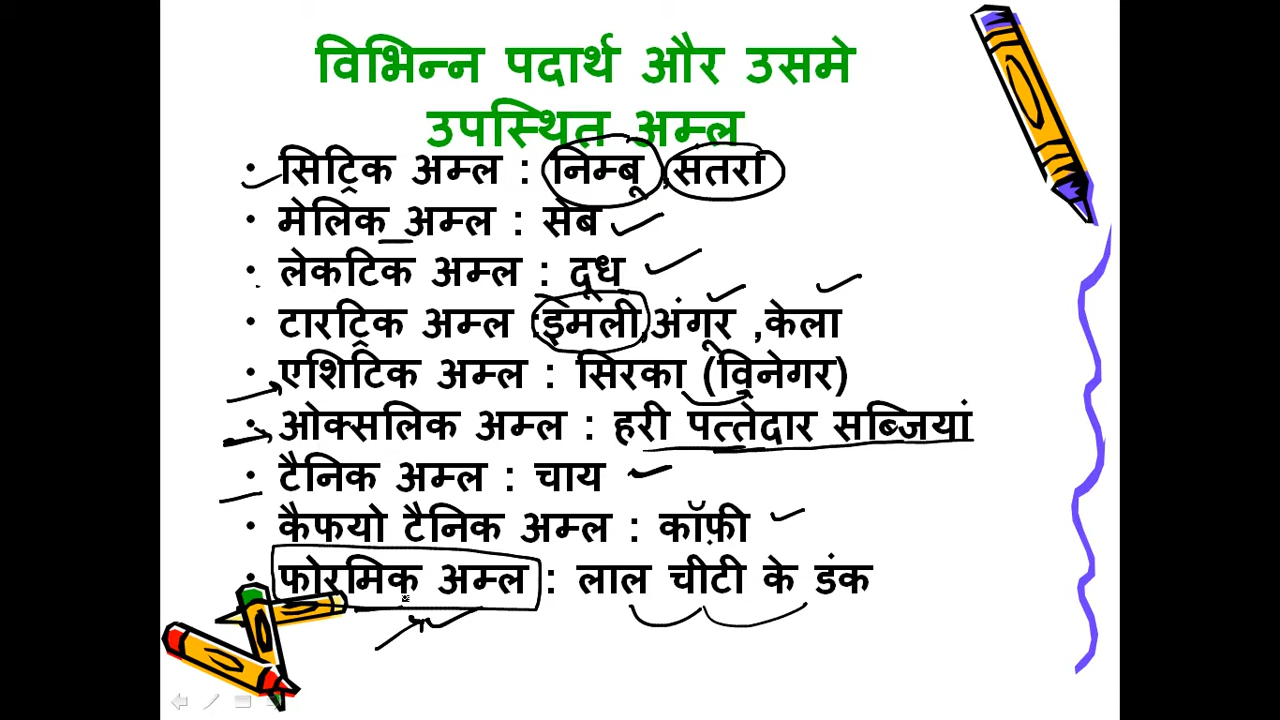 विभिन्न पदार्थ और उसमे
उपस्थित अम्ल
• सिट्रिक अम्ल : निम्बू ,संतरा
• मेलिक अम्ल : सेब
• लेकटिक अम्ल : दूध
• टारट्रिक अम्ल :इमली,अंगूर ,केला
• एशिटिक अम्ल : सिरका (विनेगर)
• ओक्सलिक अम्ल : हरी पत्तेदार सब्जियां
• टैनिक अम्ल : चाय
• कैफयो टैनिक अम्ल : कॉफ़ी
• फोरमिक अम्ल : लाल चीटी के डंक